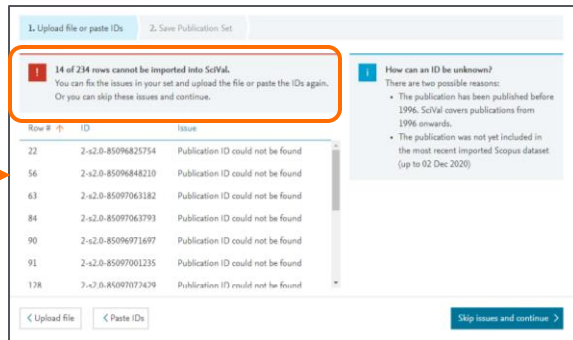 1. Upload file or paste IDs
2. Save Publication Set
14 of 234 rows cannot be imported into SciVal.
You can fix the issues in your set and upload the file or paste the IDs again.
Or you can skip these issues and continue.
Row # ↑ ID Issue
22 2-s2.0-85096825754 Publication ID could not be found
56 2-s2.0-85096848210 Publication ID could not be found
63 2-s2.0-85097063182 Publication ID could not be found
84 2-s2.0-85097063793 Publication ID could not be found
90 2-s2.0-85096971697 Publication ID could not be found
91 2-s2.0-85097001235 Publication ID could not be found
128 2-s2.0-85097072429 Publication ID could not be found
How can an ID be unknown?
There are two possible reasons:
• The publication has been published before
1996. SciVal covers publications from
1996 onwards.
• The publication was not yet included in
the most recent imported Scopus dataset
(up to 02 Dec 2020)
Upload file
Paste IDs
Skip issues and continue